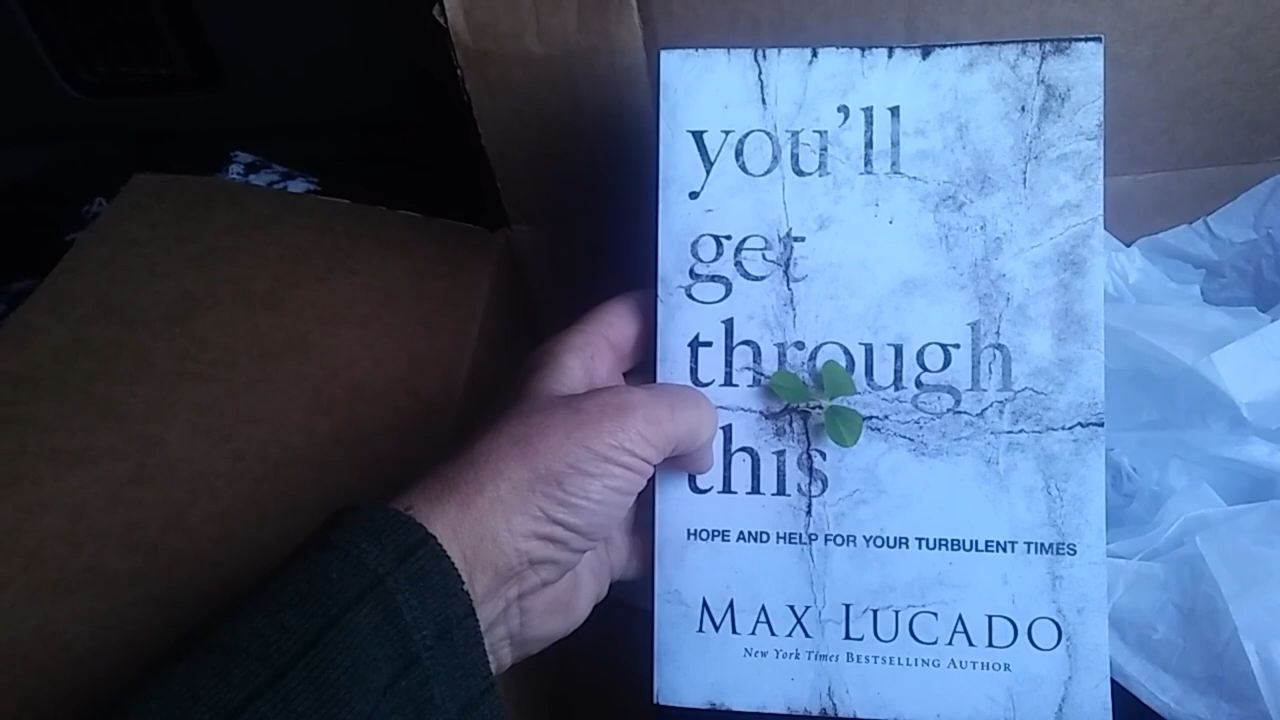 you'll
get
through
this
HOPE AND HELP FOR YOUR TURBULENT TIMES
MAX LUCADO
New York Times BESTSELLING AUTHOR